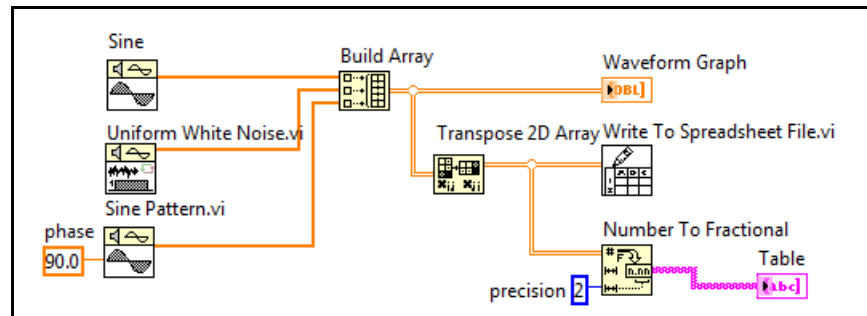 Sine
Build Array
Waveform Graph
DBL]
Uniform White Noise.vi
Transpose 2D Array
Write To Spreadsheet File.vi
Sine Pattern.vi
phase
90.0
Number To Fractional
n.nn
Table
abc]
precision
2